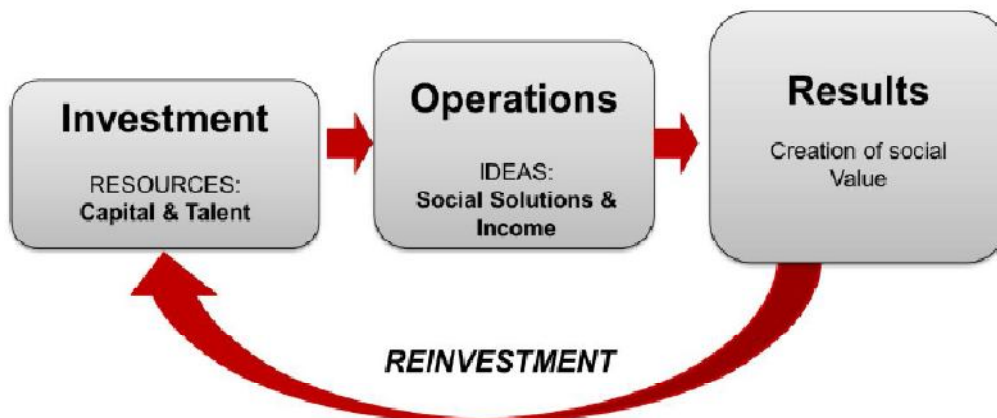 Investment
RESOURCES:
Capital & Talent
Operations
IDEAS:
Social Solutions &
Income
Results
Creation of social
Value
REINVESTMENT